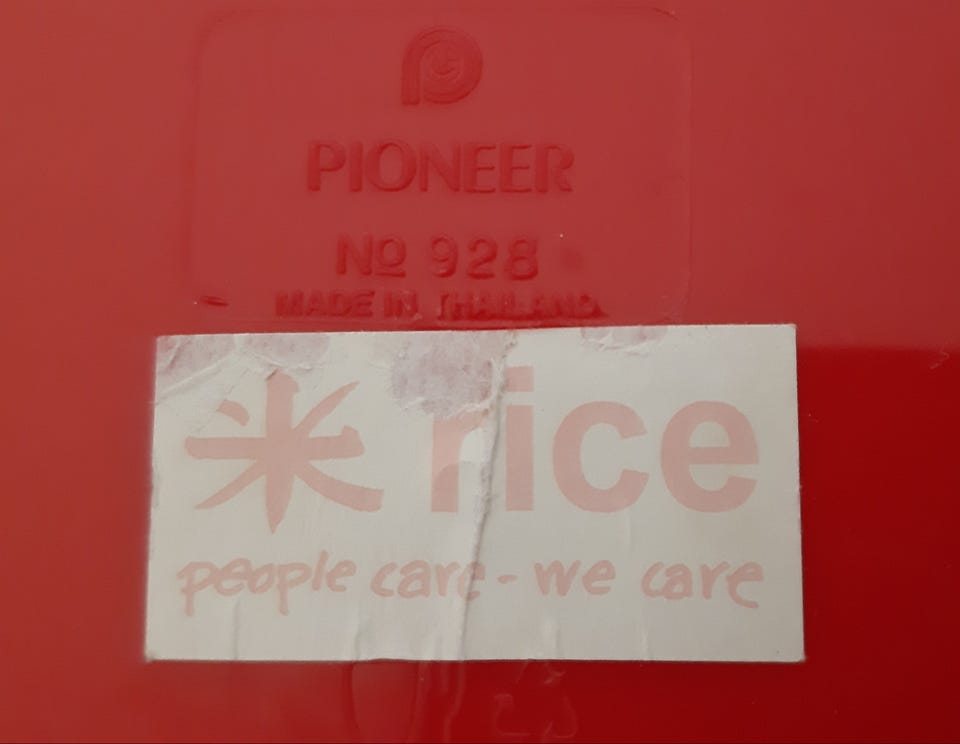 PIONEER
Nº 928
MADE IN THAILAND
米 rice
people care - we care